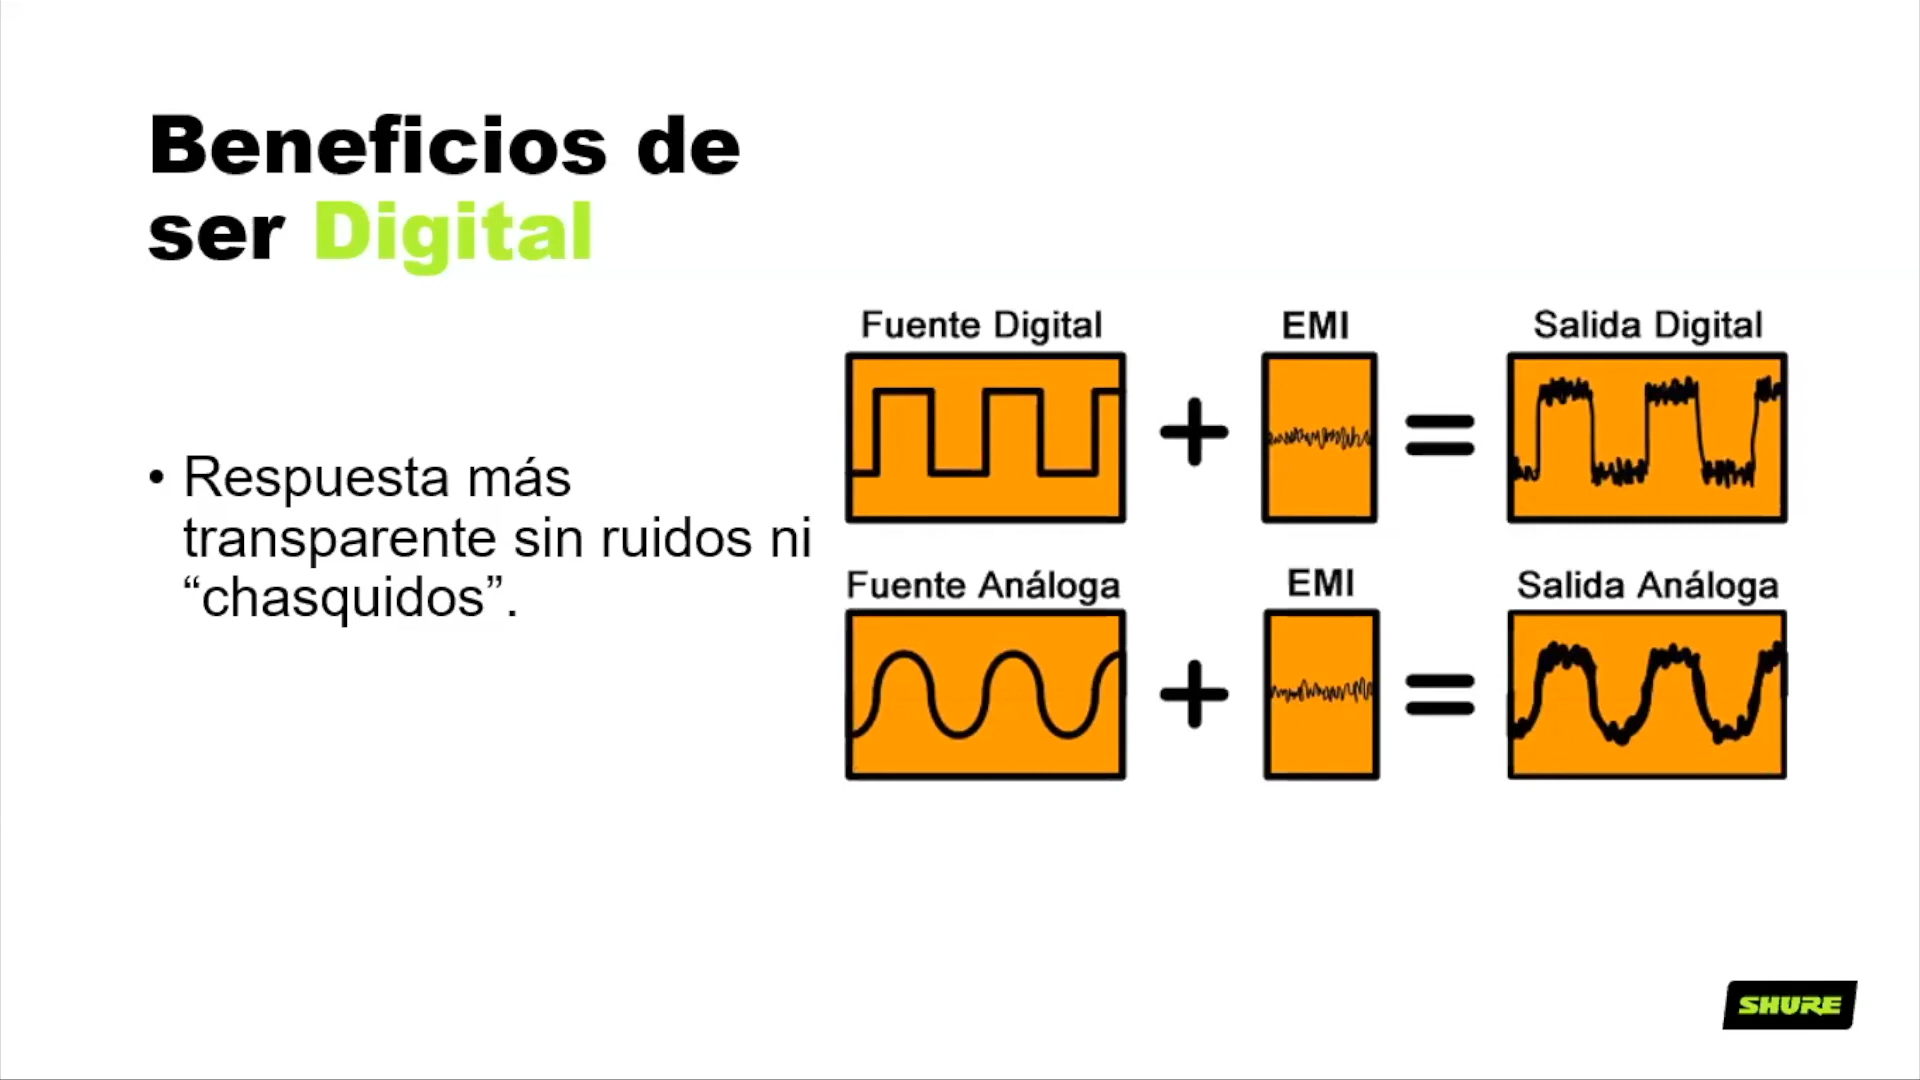 Beneficios de
ser Digital
• Respuesta más
transparente sin ruidos ni
“chasquidos”.
Fuente Digital
EMI
Salida Digital
+
=
Fuente Análoga
EMI
Salida Análoga
+
=
SHURE